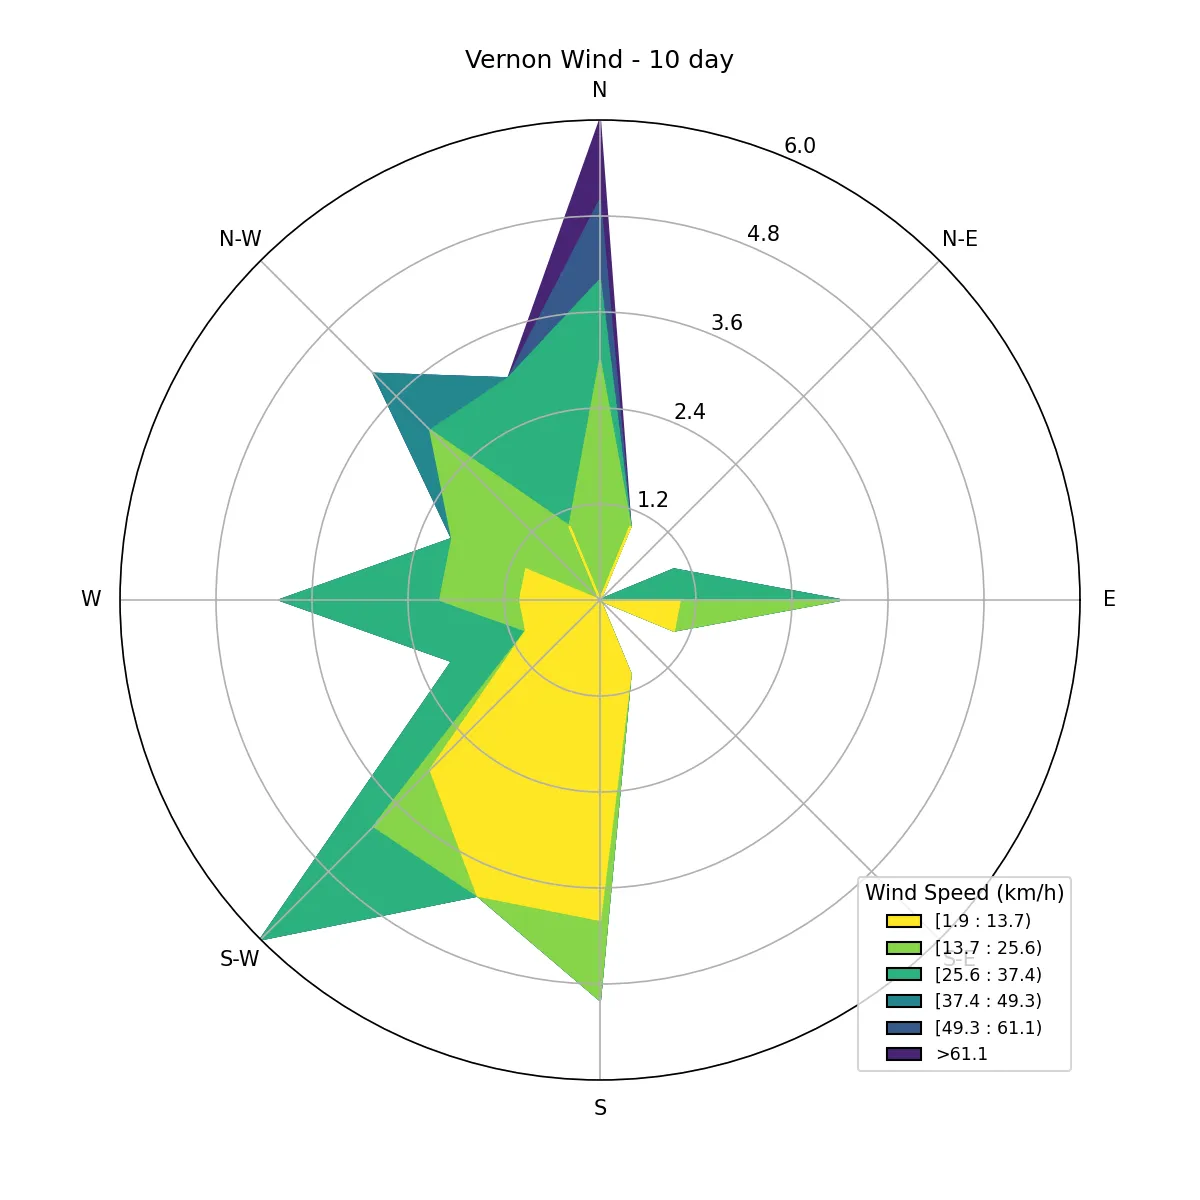 Vernon Wind - 10 day
N
6.0
N-W
N-E
4.8
3.6
2.4
1.2
W
E
S-W
S-E
S
Wind Speed (km/h)
[1.9 : 13.7)
[13.7 : 25.6)
[25.6 : 37.4)
[37.4 : 49.3)
[49.3 : 61.1)
>61.1